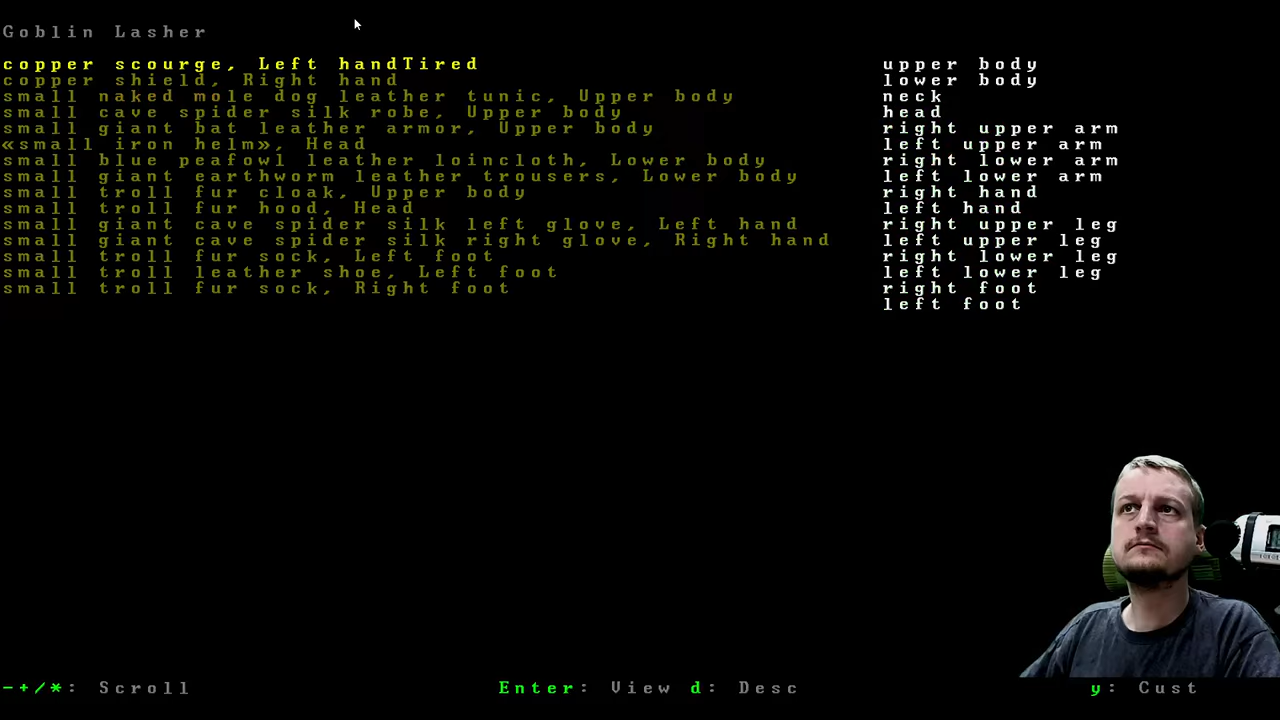 Goblin Lasher
copper scourge, Left handTired
copper shield, Right hand
small naked mole dog leather tunic, Upper body
small cave spider silk robe, Upper body
small giant bat leather armor, Upper body
«small iron helm», Head
small blue peafowl leather loincloth, Lower body
small giant earthworm leather trousers, Lower body
small troll fur cloak, Upper body
small troll fur hood, Head
small giant cave spider silk left glove, Left hand
small giant cave spider silk right glove, Right hand
small troll fur sock, Left foot
small troll leather shoe, Left foot
small troll fur sock, Right foot
upper body
lower body
neck
head
right upper arm
left upper arm
right lower arm
left lower arm
right hand
left hand
right upper leg
left upper leg
right lower leg
left lower leg
right foot
left foot
-+/*: Scroll
Enter: View d: Desc
y: Cust